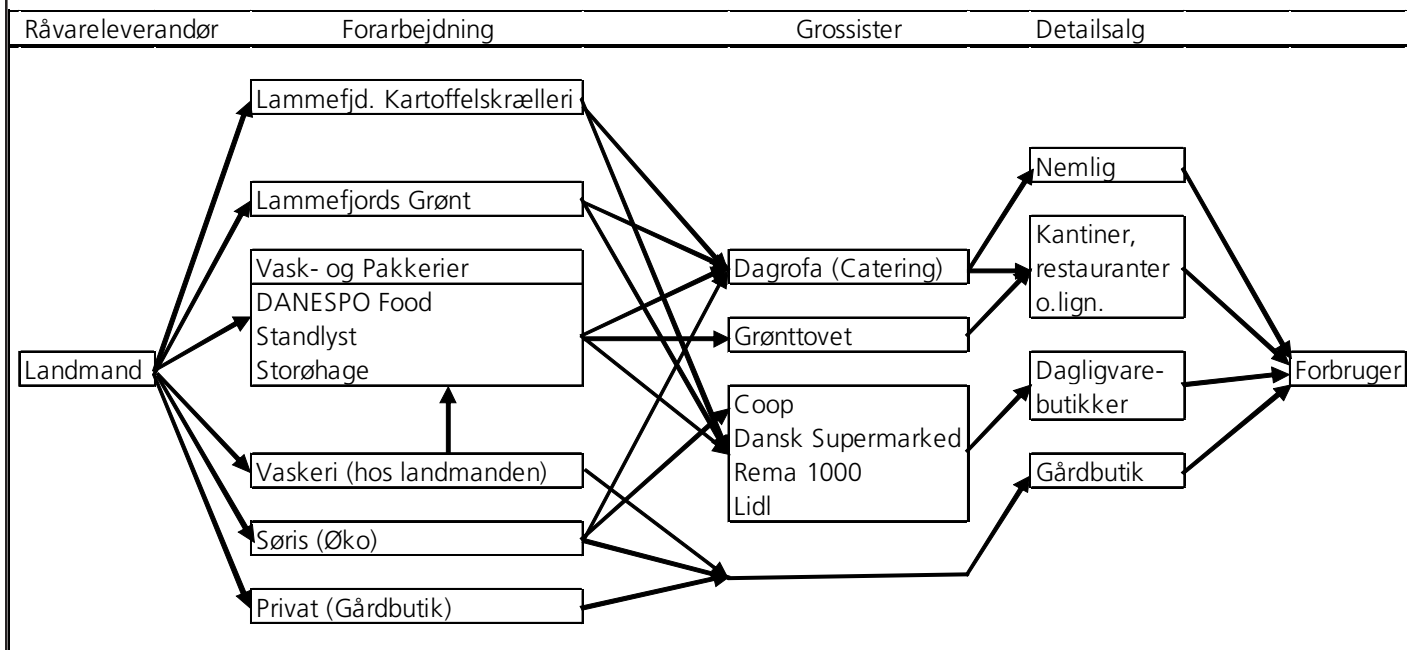 Råvareleverandør
Forarbejdning
Grossister
Detailsalg
Landmand
Lammefjd. Kartoffelskrælleri
Lammefjords Grønt
Vask- og Pakkerier
DANESPO Food
Standlyst
Storøhage
Vaskeri (hos landmanden)
Søris (Øko)
Privat (Gårdbutik)
Dagrofa (Catering)
Grønttovet
Coop
Dansk Supermarked
Rema 1000
Lidl
Nemlig
Kantiner,
restauranter
o.lign.
Dagligvare-
butikker
Gårdbutik
Forbruger